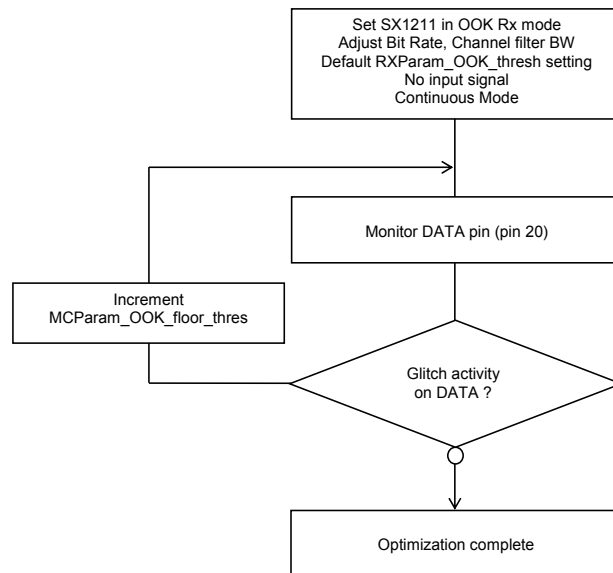 Set SX1211 in OOK Rx mode
Adjust Bit Rate, Channel filter BW
Default RXParam_OOK_thresh setting
No input signal
Continuous Mode
Monitor DATA pin (pin 20)
Increment
MCParam_OOK_floor_thres
Glitch activity
on DATA ?
Optimization complete